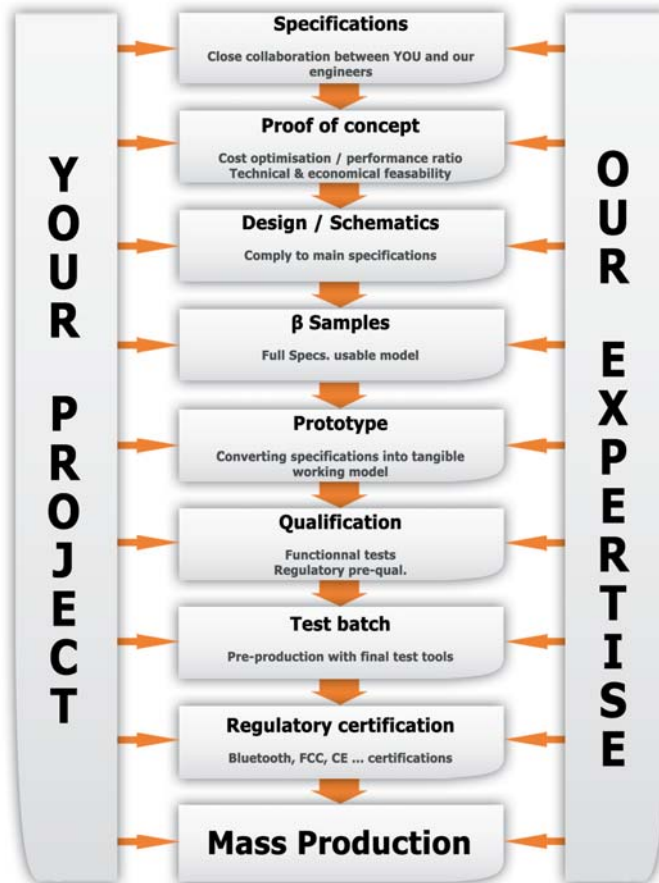 YOUR PROJECT
Specifications
Close collaboration between YOU and our
engineers
Proof of concept
Cost optimisation / performance ratio
Technical & economical feasability
Design / Schematics
Comply to main specifications
β Samples
Full Specs. usable model
Prototype
Converting specifications into tangible
working model
Qualification
Functionnal tests
Regulatory pre-qual.
Test batch
Pre-production with final test tools
Regulatory certification
Bluetooth, FCC, CE ... certifications
Mass Production
OUR EXPERTISE